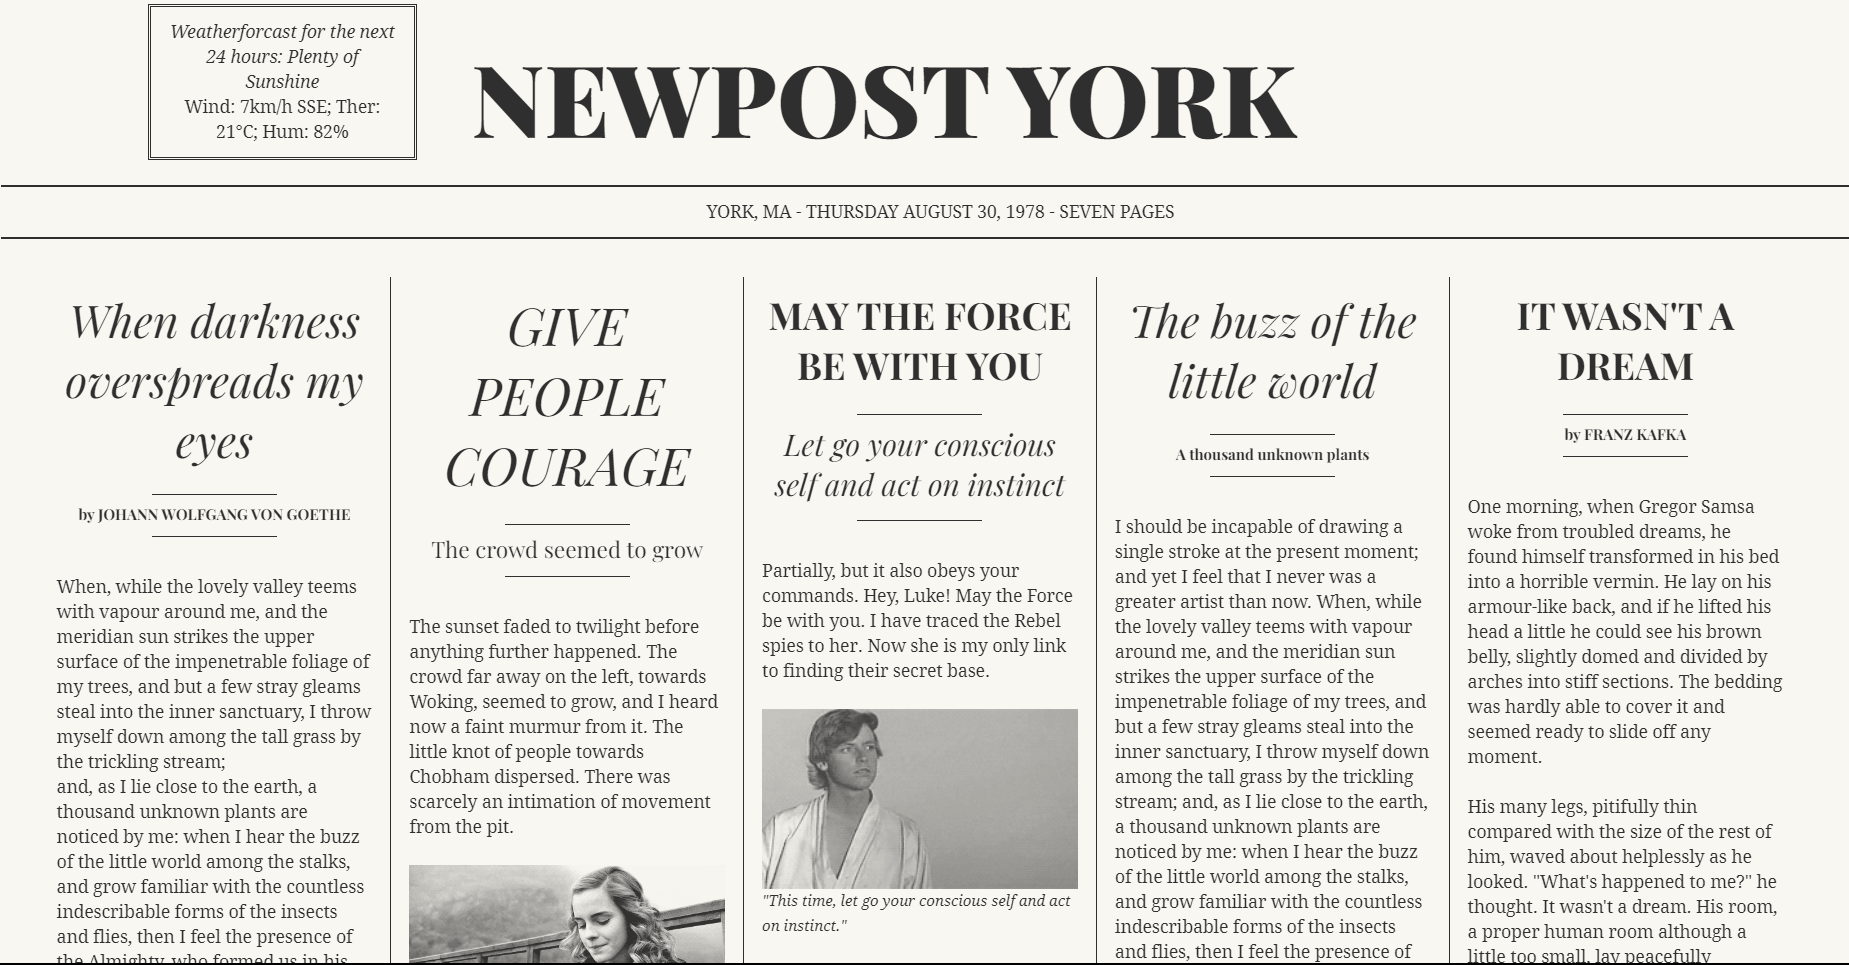 Weatherforcast for the next
24 hours: Plenty of
Sunshine
Wind: 7km/h SSE; Ther:
21°C; Hum: 82%
NEWPOST YORK
YORK, MA - THURSDAY AUGUST 30, 1978 - SEVEN PAGES
When darkness
overspreads my
eyes
by JOHANN WOLFGANG VON GOETHE
When, while the lovely valley teems
with vapour around me, and the
meridian sun strikes the upper
surface of the impenetrable foliage of
my trees, and but a few stray gleams
steal into the inner sanctuary, I throw
myself down among the tall grass by
the trickling stream;
and, as I lie close to the earth, a
thousand unknown plants are
noticed by me: when I hear the buzz
of the little world among the stalks,
and grow familiar with the countless
indescribable forms of the insects
and flies, then I feel the presence of
the Almighty, who formed us in his
GIVE
PEOPLE
COURAGE
The crowd seemed to grow
The sunset faded to twilight before
anything further happened. The
crowd far away on the left, towards
Woking, seemed to grow, and I heard
now a faint murmur from it. The
little knot of people towards
Chobham dispersed. There was
scarcely an intimation of movement
from the pit.
MAY THE FORCE
BE WITH YOU
Let go your conscious
self and act on instinct
Partially, but it also obeys your
commands. Hey, Luke! May the Force
be with you. I have traced the Rebel
spies to her. Now she is my only link
to finding their secret base.
"This time, let go your conscious self and act
on instinct."
The buzz of the
little world
A thousand unknown plants
I should be incapable of drawing a
single stroke at the present moment;
and yet I feel that I never was a
greater artist than now. When, while
the lovely valley teems with vapour
around me, and the meridian sun
strikes the upper surface of the
impenetrable foliage of my trees, and
but a few stray gleams steal into the
inner sanctuary, I throw myself down
among the tall grass by the trickling
stream; and, as I lie close to the earth,
a thousand unknown plants are
noticed by me: when I hear the buzz
of the little world among the stalks,
and grow familiar with the countless
indescribable forms of the insects
and flies, then I feel the presence of
IT WASN'T A
DREAM
by FRANZ KAFKA
One morning, when Gregor Samsa
woke from troubled dreams, he
found himself transformed in his bed
into a horrible vermin. He lay on his
armour-like back, and if he lifted his
head a little he could see his brown
belly, slightly domed and divided by
arches into stiff sections. The bedding
was hardly able to cover it and
seemed ready to slide off any
moment.
His many legs, pitifully thin
compared with the size of the rest of
him, waved about helplessly as he
looked. "What's happened to me?" he
thought. It wasn't a dream. His room,
a proper human room although a
little too small, lay peacefully